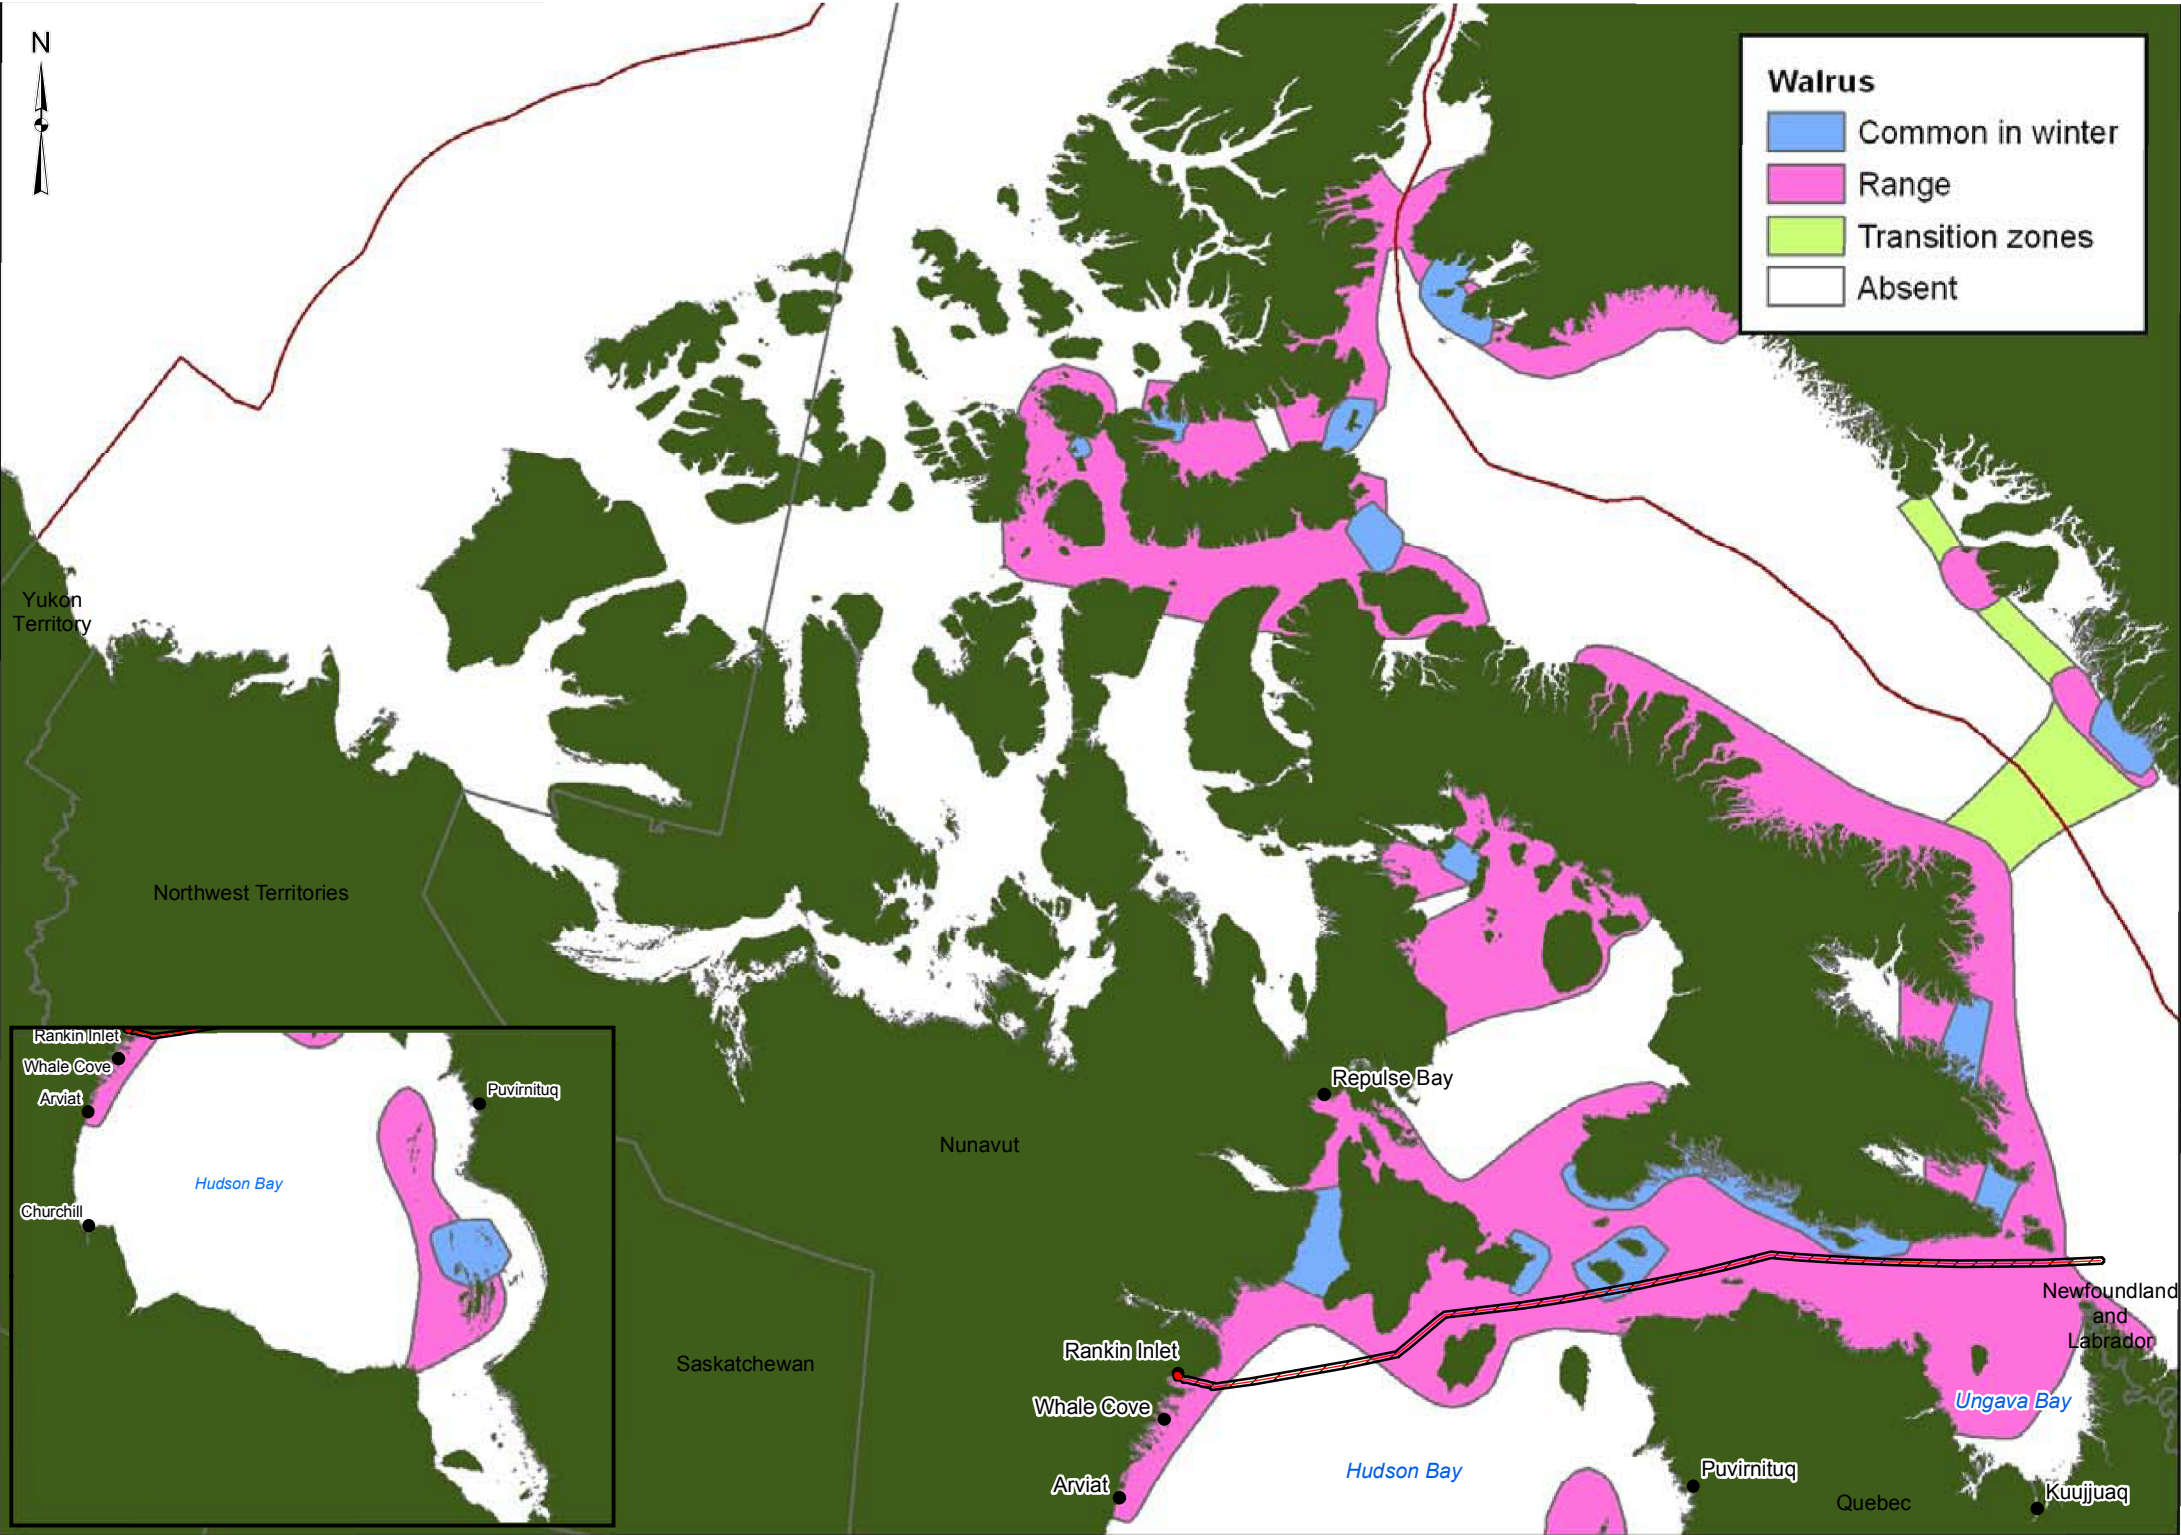 N
Walrus
Common in winter
Range
Transition zones
Absent
Yukon
Territory
Northwest Territories
Nunavut
Repulse Bay
Saskatchewan
Rankin Inlet
Whale Cove
Arviat
Hudson Bay
Puvirnituq
Quebec
Kuujjuaq
Ungava Bay
Newfoundland
and
Labrador
Rankin Inlet
Whale Cove
Arviat
Churchill
Hudson Bay
Puvirnituq